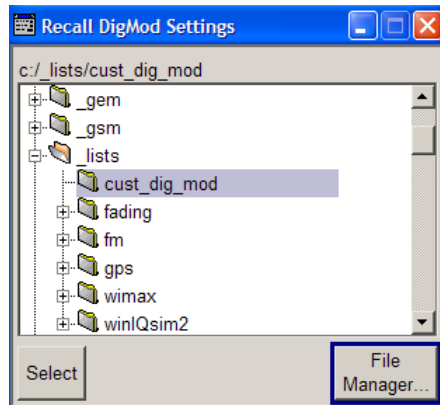 Recall DigMod Settings
c:/_lists/cust_dig_mod
_gem
_gsm
_lists
cust_dig_mod
fading
fm
gps
wimax
winIQsim2
Select
File
Manager...